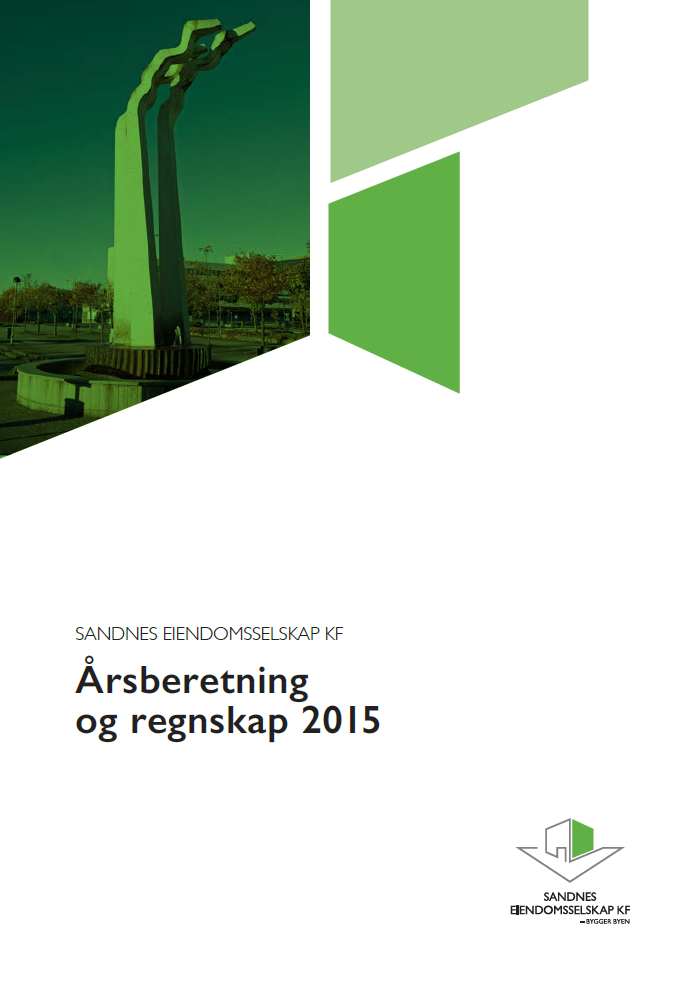 SANDNES EIENDOMSSELSKAP KF
Årsberetning
og regnskap 2015
SANDNES
EIENDOMSSELSKAP KF
– BYGGER BYEN